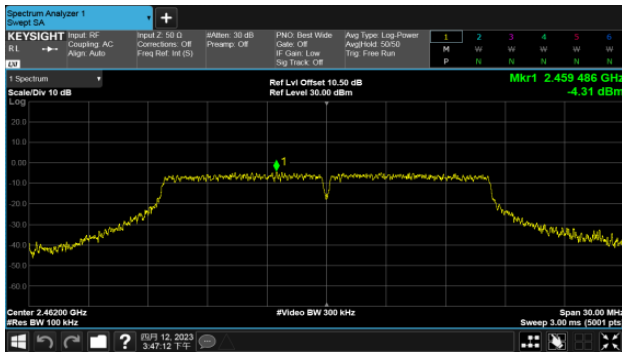 Spectrum Analyzer 1
Swept SA
KEYSIGHT
RL
Input: RF
Coupling: AC
Align: Auto
Input Z: 50 Ω
Corrections: Off
Freq Ref: Int (S)
#Atten: 30 dB
Preamp: Off
PNO: Best Wide
Gate: Off
IF Gain: Low
Sig Track: Off
Avg Type: Log-Power
Avg|Hold: 50/50
Trig: Free Run
1 2 3 4 5 6
M W W W W W
P N N N N N
LXI
1 Spectrum
Scale/Div 10 dB
Ref Lvl Offset 10.50 dB
Ref Level 30.00 dBm
Mkr1 2.459 486 GHz
-4.31 dBm
Log
20.0
10.0
0.00
1
-10.0
-20.0
-30.0
-40.0
-50.0
-60.0
Center 2.46200 GHz
#Res BW 100 kHz
#Video BW 300 kHz
Span 30.00 MHz
Sweep 3.00 ms (5001 pts)
四月 12, 2023
3:47:12 下午